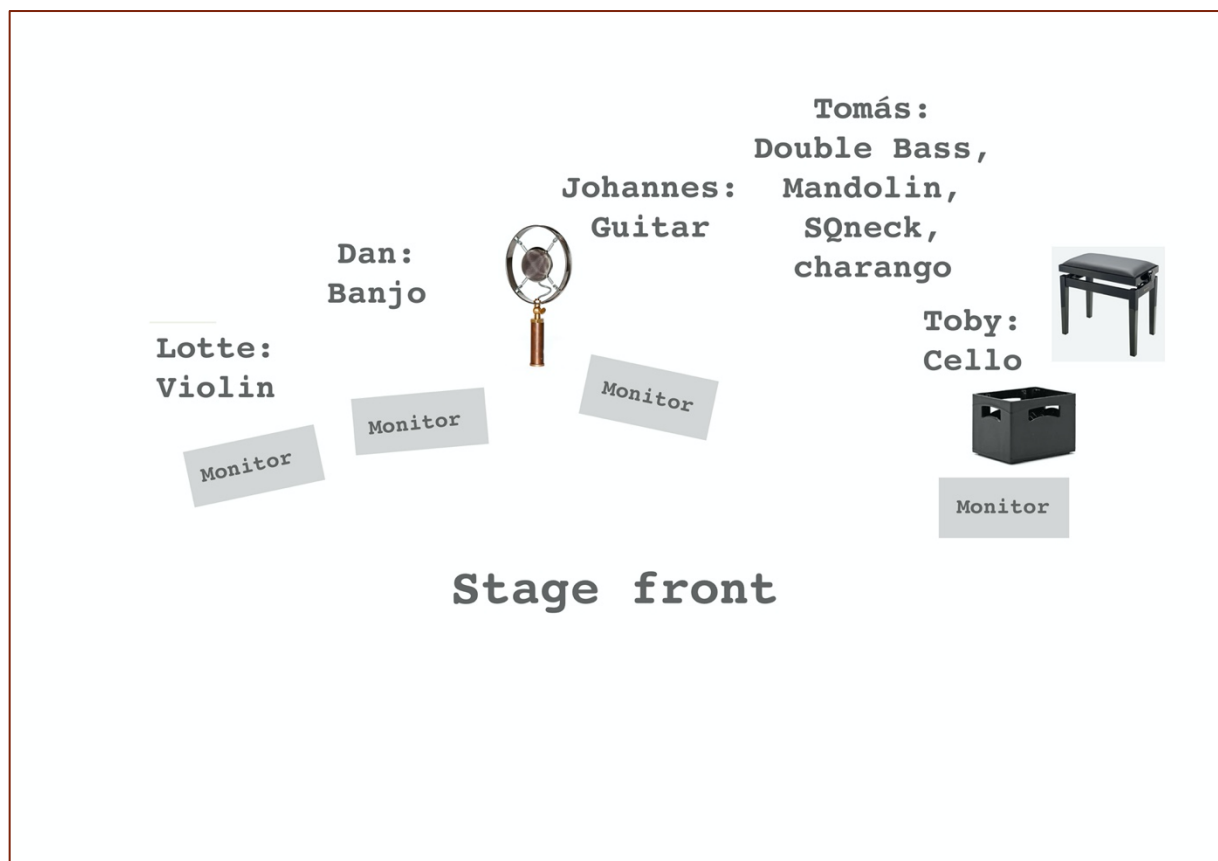 Tomás:
Double Bass,
Mandolin,
SQneck,
charango
Johannes:
Guitar
Dan:
Banjo
Toby:
Cello
Lotte:
Violin
Monitor
Monitor
Monitor
Monitor
Stage front